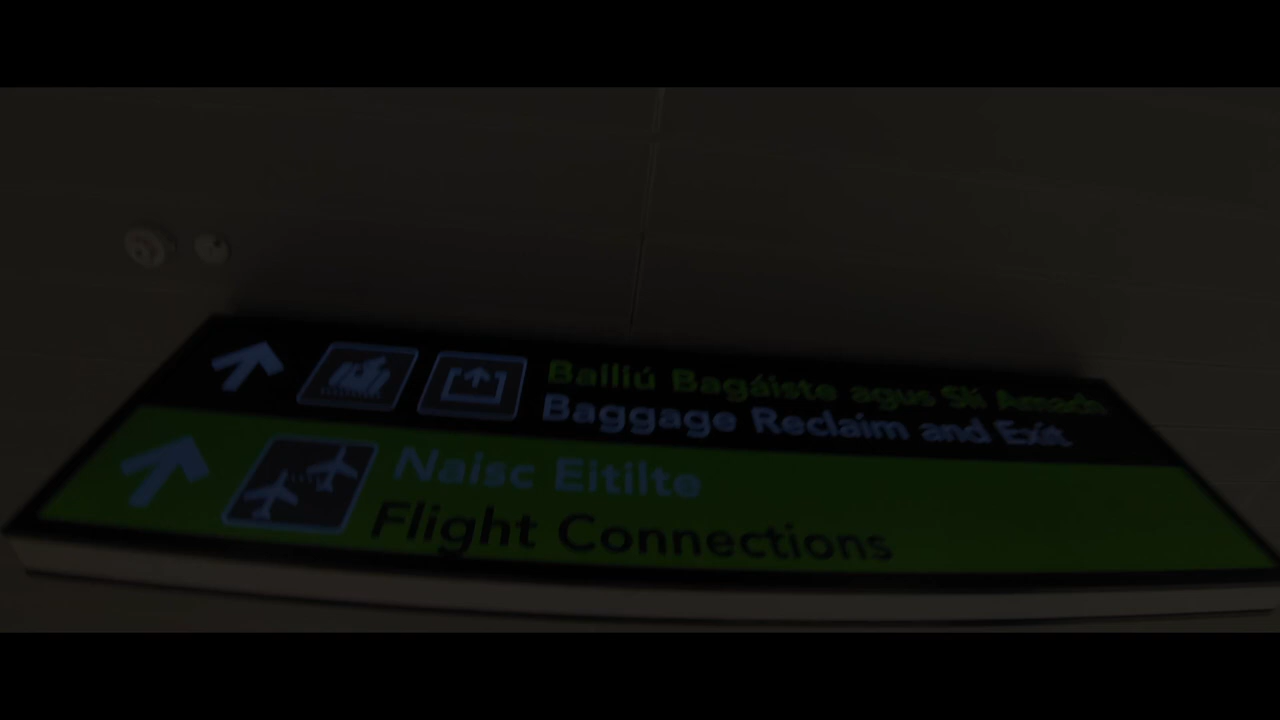 Bailiú Bagáiste agus Slí Amach
Baggage Reclaim and Exit
Naisc Eitilte
Flight Connections